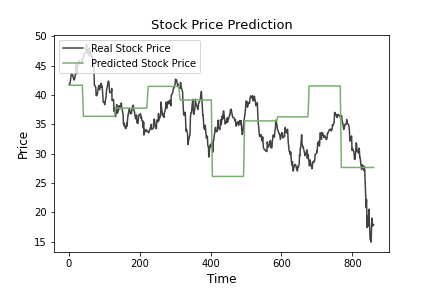 Stock Price Prediction
Real Stock Price
Predicted Stock Price
Price
50
45
40
35
30
25
20
15
0 200 400 600 800
Time